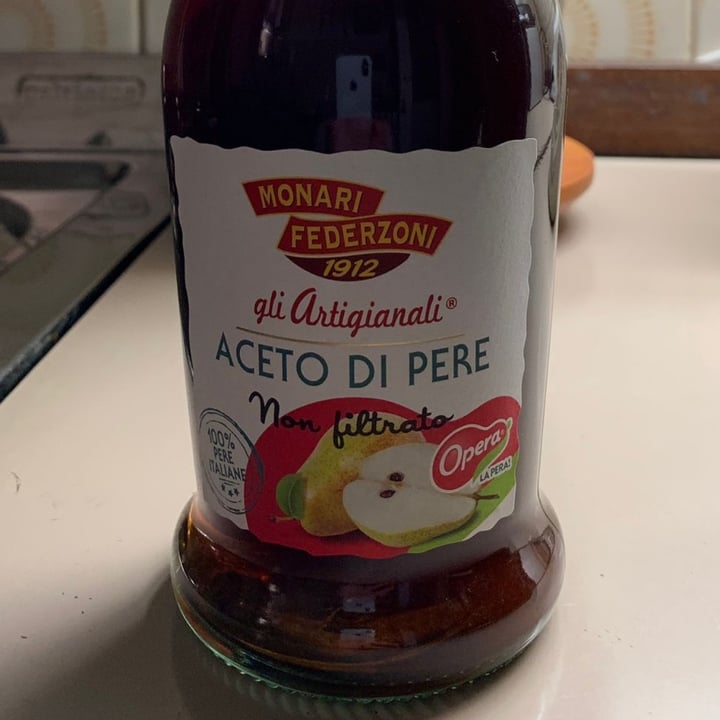 MONARI
FEDERZONI
1912
gli Artigianali®
ACETO DI PERE
Non filtrato
100%
PERE
ITALIANE
Opera®
LA PERA!